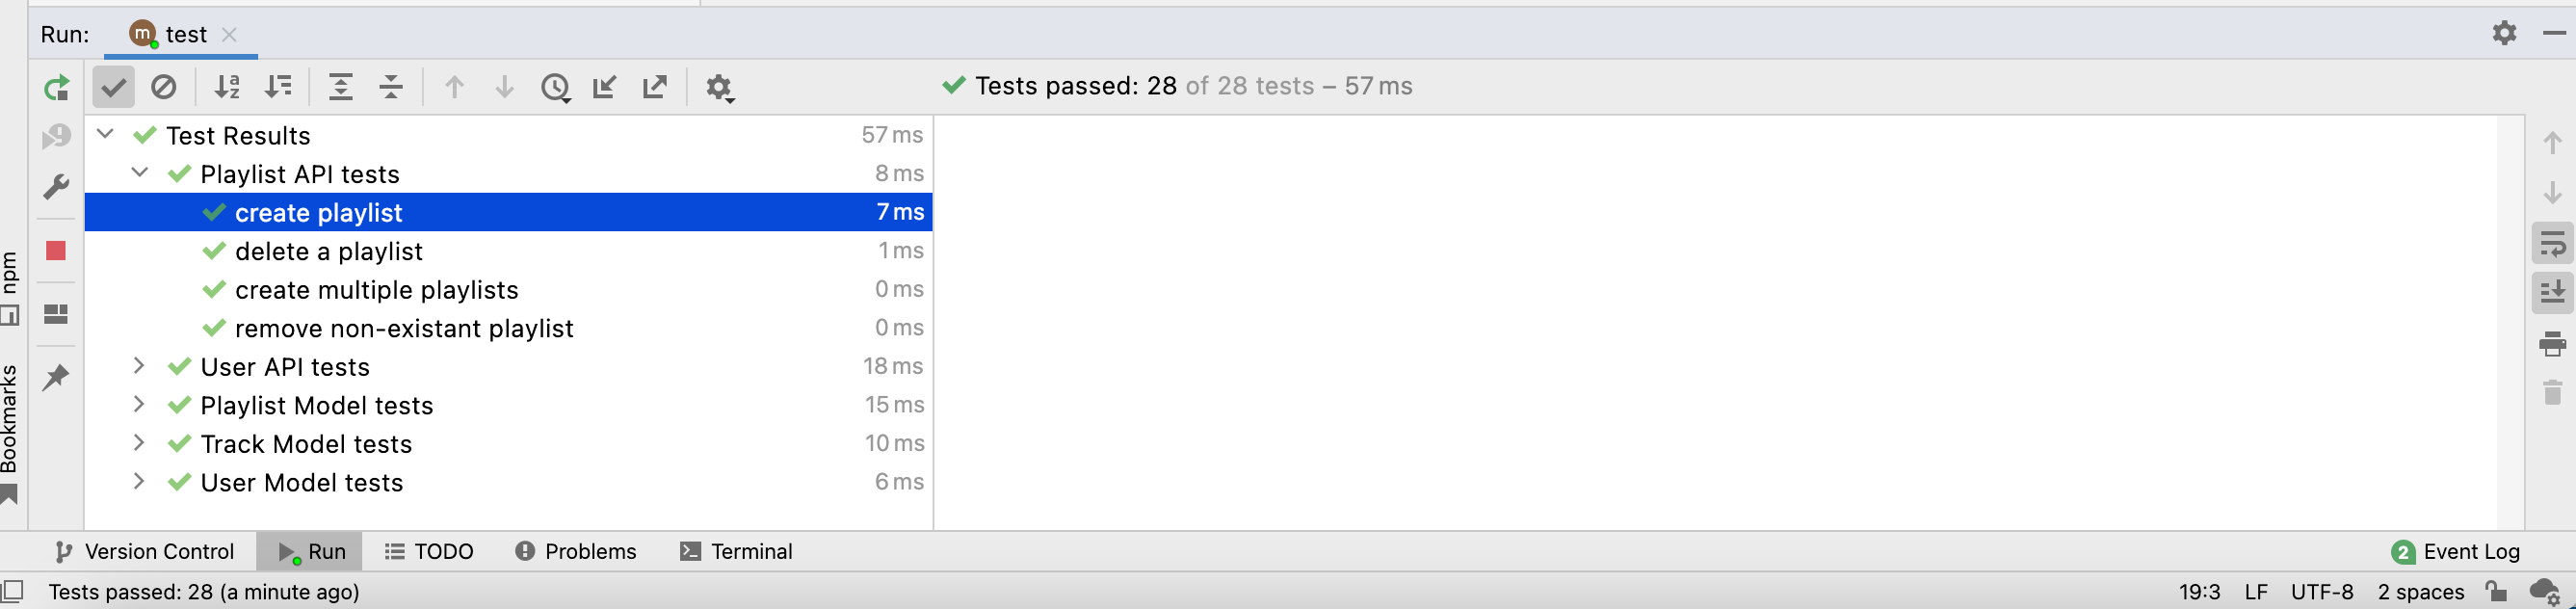 Run: m test
Tests passed: 28 of 28 tests – 57 ms
Test Results 57 ms
Playlist API tests 8 ms
create playlist 7 ms
delete a playlist 1 ms
create multiple playlists 0 ms
remove non-existant playlist 0 ms
User API tests 18 ms
Playlist Model tests 15 ms
Track Model tests 10 ms
User Model tests 6 ms
npm
Bookmarks
Version Control Run TODO Problems Terminal 2 Event Log
Tests passed: 28 (a minute ago) 19:3 LF UTF-8 2 spaces